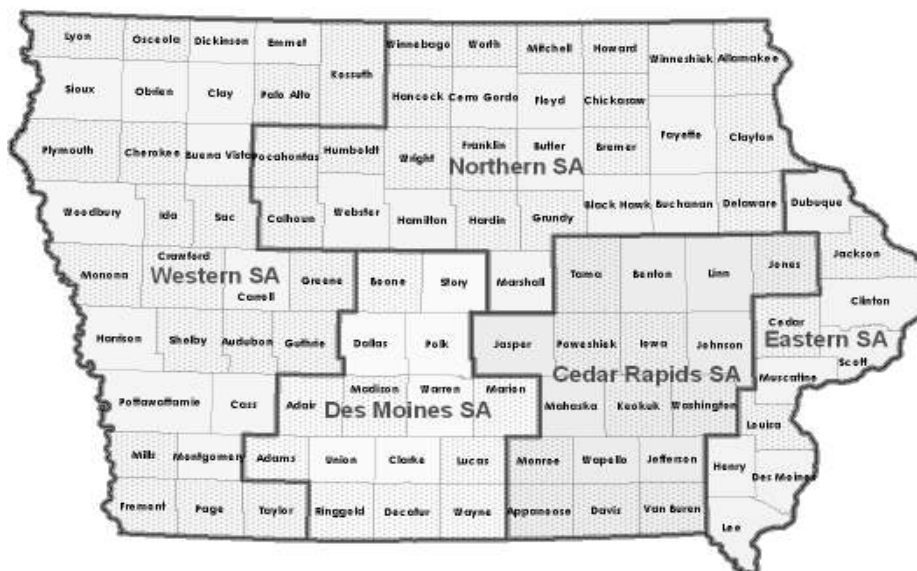 Lyon Osceola Dickinson Emmet Winnebago Worth Mitchell Howard Winneshiek Allamakee
Kossuth
Sioux Obrien Clay Palo Alto Hancock Cerro Gordo Floyd Chickasaw
Fayette Clayton
Plymouth Cherokee Buena Vista Pocahontas Humboldt Wright Franklin Butler Bremer
Northern SA
Woodbury Ida Sac Calhoun Webster Hamilton Hardin Grundy Black Hawk Buchanan Delaware Dubuque
Crawford
Monona Western SA Carroll Greene Boone Story Marshall Tama Benton Linn Jones Jackson
Clinton
Harrison Shelby Audubon Guthrie Dallas Polk Jasper Poweshiek Iowa Johnson Cedar
Eastern SA
Scott
Cedar Rapids SA
Muscatine
Pottawattamie Cass Adair Madison Warren Marion Mahaska Keokuk Washington
Des Moines SA
Louisa
Mills Montgomery Adams Union Clarke Lucas Monroe Wapello Jefferson Henry Des Moines
Fremont Page Taylor Ringgold Decatur Wayne Appanoose Davis Van Buren
Lee